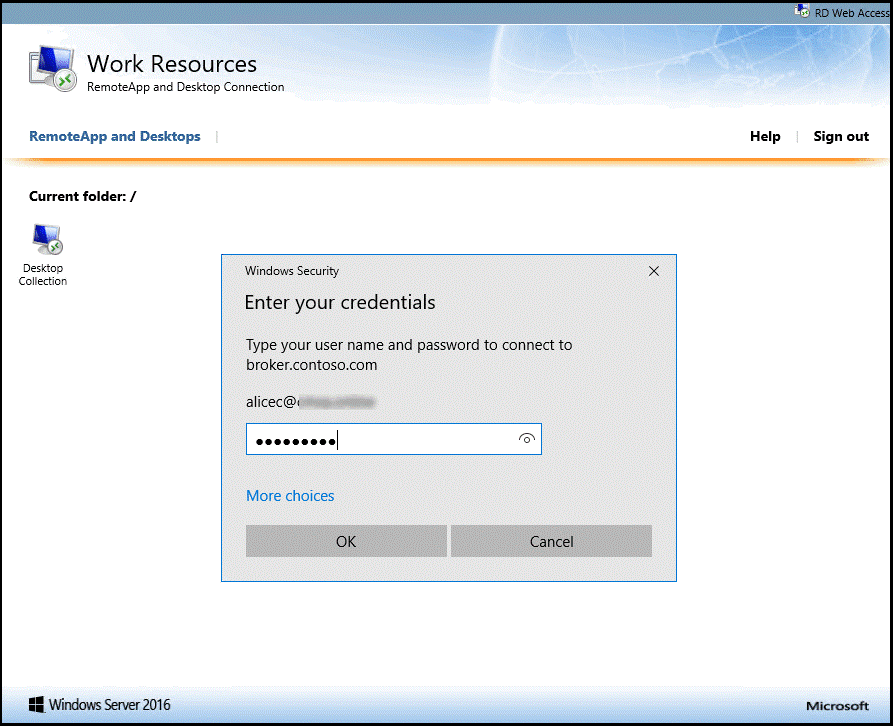 RD Web Access
Work Resources
RemoteApp and Desktop Connection
RemoteApp and Desktops
Help
Sign out
Current folder: /
Desktop
Collection
Windows Security
Enter your credentials
Type your user name and password to connect to
broker.contoso.com
alicec@
●●●●●●●●●
More choices
OK
Cancel
Windows Server 2016
Microsoft